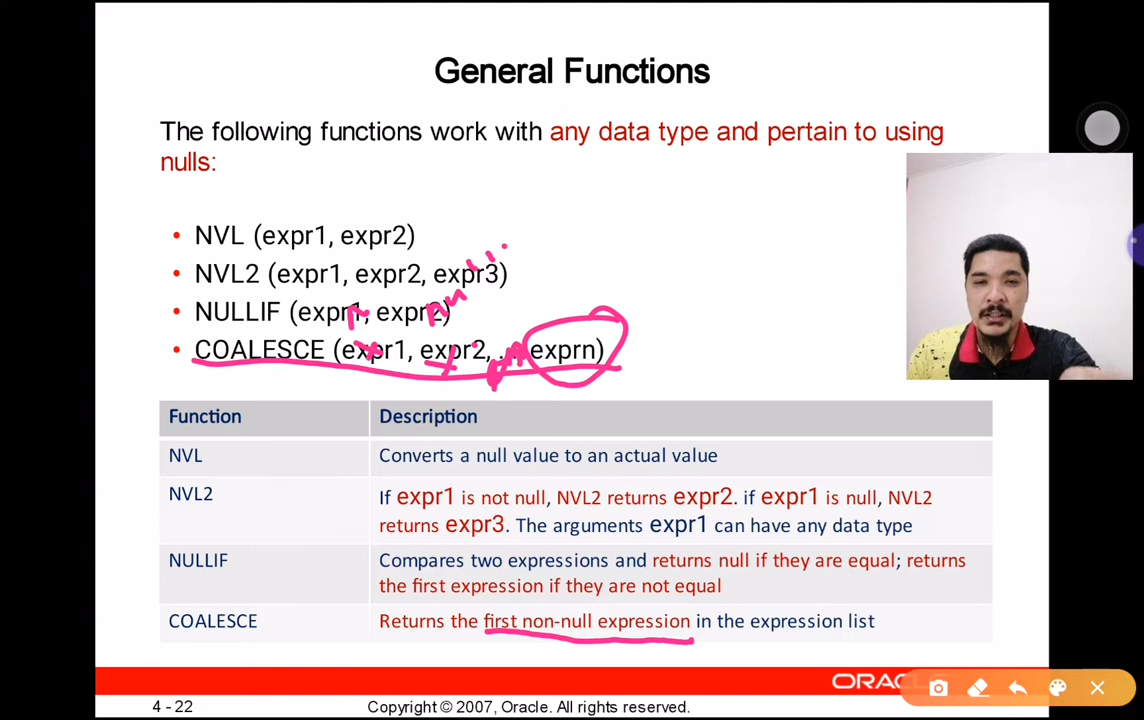 General Functions
The following functions work with any data type and pertain to using
nulls:
• NVL (expr1, expr2)
• NVL2 (expr1, expr2, expr3)
• NULLIF (expr1, expr2)
• COALESCE (expr1, expr2, ... exprn)
Function Description
NVL Converts a null value to an actual value
NVL2 If expr1 is not null, NVL2 returns expr2. if expr1 is null, NVL2
returns expr3. The arguments expr1 can have any data type
NULLIF Compares two expressions and returns null if they are equal; returns
the first expression if they are not equal
COALESCE Returns the first non-null expression in the expression list
4 - 22 Copyright © 2007, Oracle. All rights reserved.